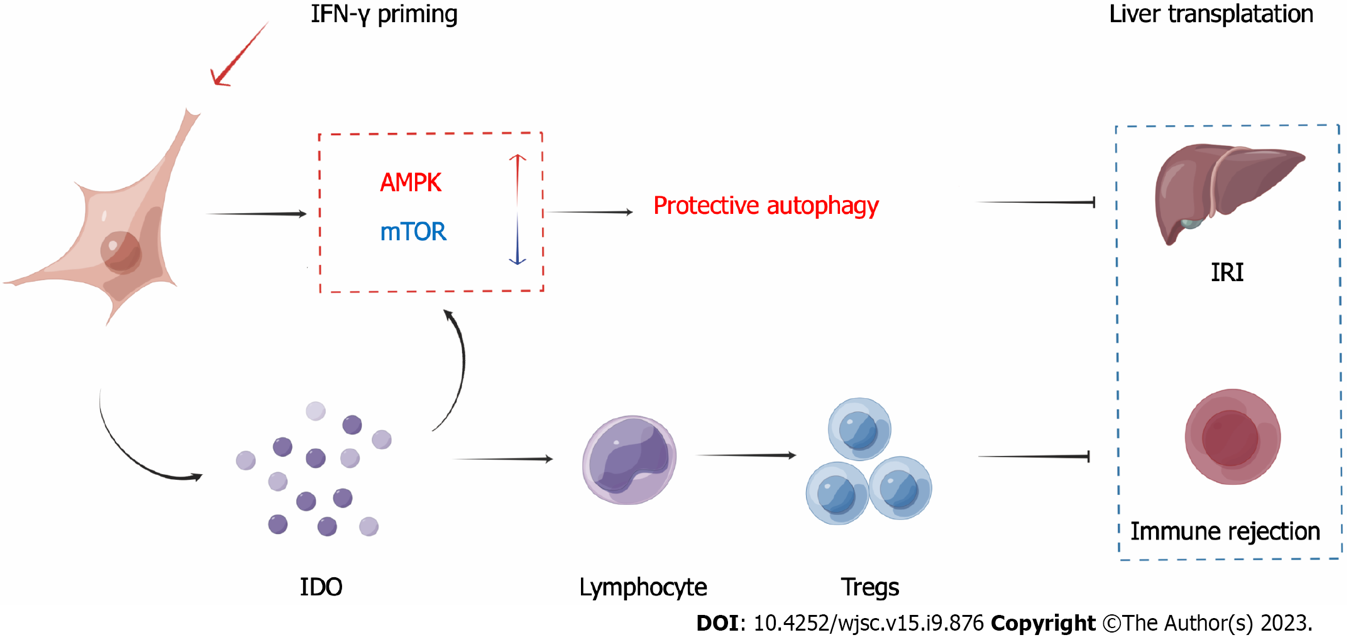 IFN-γ priming
Liver transplatation
AMPK
mTOR
Protective autophagy
IRI
Immune rejection
IDO
Lymphocyte
Tregs
DOI: 10.4252/wjsc.v15.i9.876 Copyright ©The Author(s) 2023.